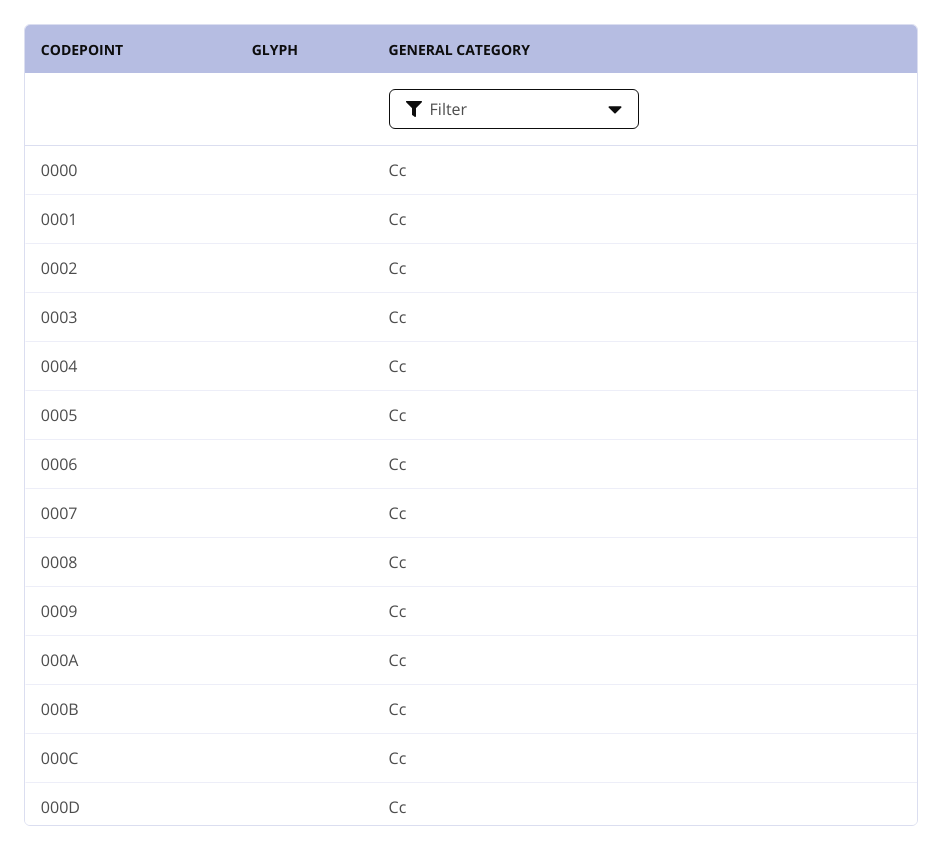 CODEPOINT GLYPH GENERAL CATEGORY
Filter
0000 Cc
0001 Cc
0002 Cc
0003 Cc
0004 Cc
0005 Cc
0006 Cc
0007 Cc
0008 Cc
0009 Cc
000A Cc
000B Cc
000C Cc
000D Cc